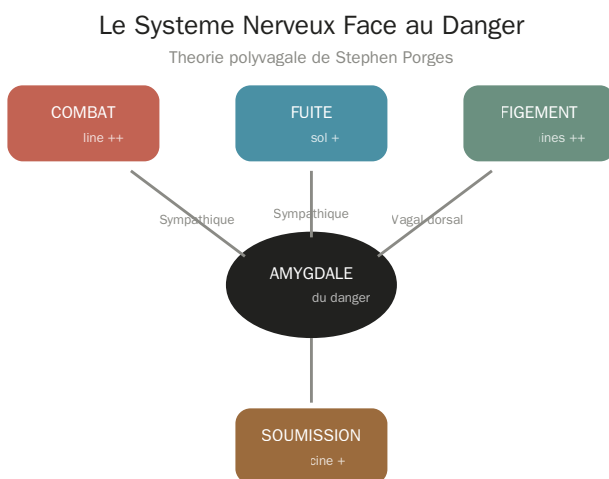 Le Systeme Nerveux Face au Danger
Theorie polyvagale de Stephen Porges
COMBAT
line ++
FUITE
sol +
FIGEMENT
ines ++
Sympathique
Sympathique
Vagal dorsal
AMYGDALE
du danger
SOUMISSION
cine +